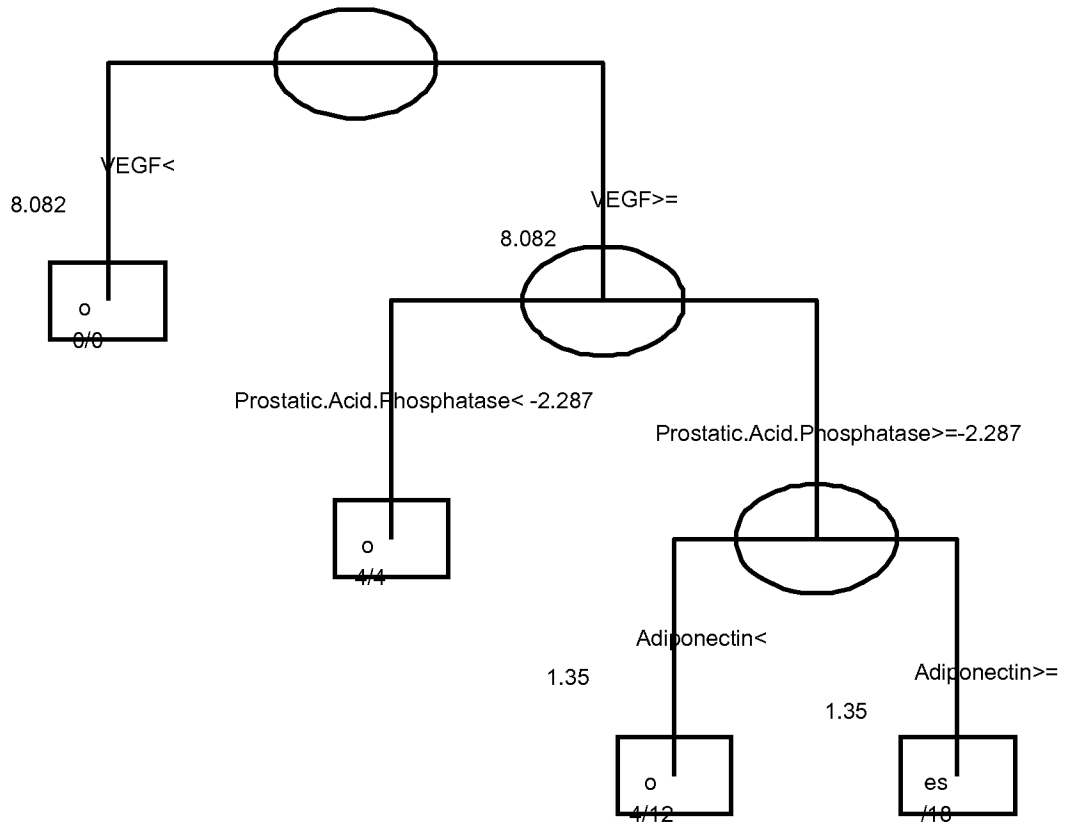 VEGF<
8.082
VEGF>=
8.082
o
0/0
Prostatic.Acid.Phosphatase< -2.287
Prostatic.Acid.Phosphatase>=-2.287
o
4/4
Adiponectin<
1.35
Adiponectin>=
1.35
o
4/12
es
/18